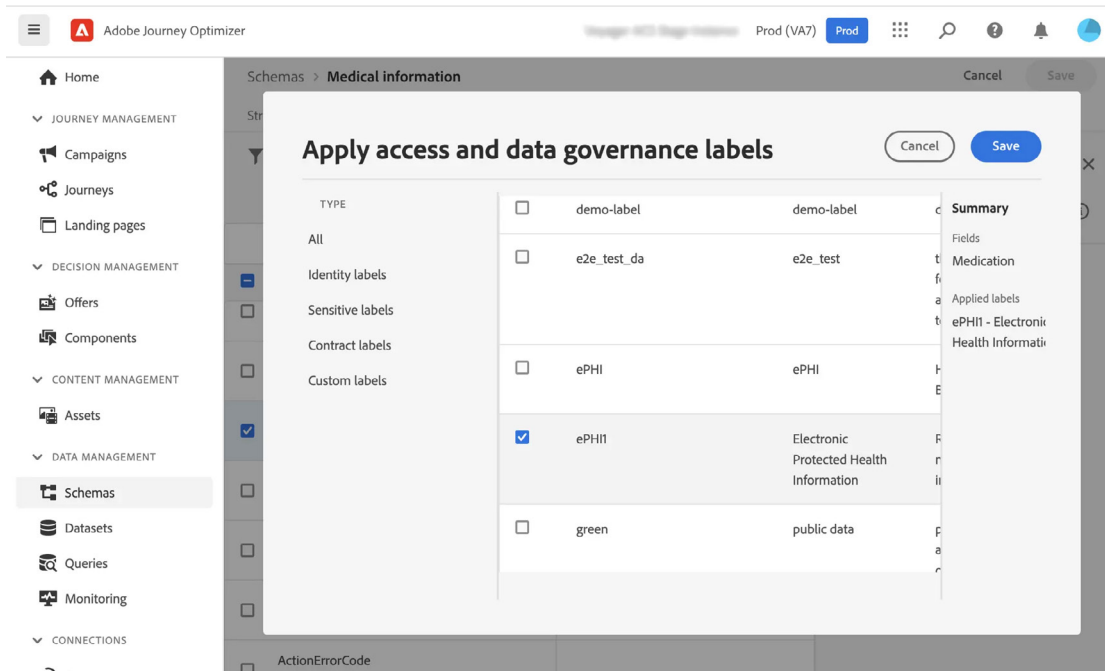 Adobe Journey Optimizer
Prod (VA7)
Prod
Home
JOURNEY MANAGEMENT
Campaigns
Journeys
Landing pages
DECISION MANAGEMENT
Offers
Components
CONTENT MANAGEMENT
Assets
DATA MANAGEMENT
Schemas
Datasets
Queries
Monitoring
CONNECTIONS
Schemas > Medical information
Cancel
Save
Str
Apply access and data governance labels
Cancel
Save
TYPE
All
Identity labels
Sensitive labels
Contract labels
Custom labels
demo-label demo-label
e2e_test_da e2e_test
ePHI ePHI
ePHI1 Electronic
Protected Health
Information
green public data
Summary
Fields
Medication
Applied labels
ePHI1 - Electronic
Health Informati
ActionErrorCode